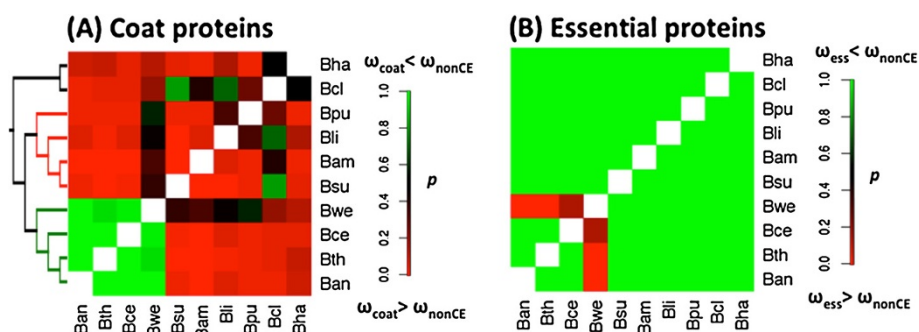 (A) Coat proteins
(B) Essential proteins
Bha
Bcl
Bpu
Bli
Bam
Bsu
Bwe
Bce
Bth
Ban
Ban
Bth
Bce
Bwe
Bsu
Bam
Bli
Bpu
Bcl
Bha
ωcoat< ωnonCE
1.0
0.8
0.6
0.4
0.2
0.0
p
ωcoat> ωnonCE
Bha
Bcl
Bpu
Bli
Bam
Bsu
Bwe
Bce
Bth
Ban
Ban
Bth
Bce
Bwe
Bsu
Bam
Bli
Bpu
Bcl
Bha
ωess< ωnonCE
1.0
0.8
0.6
0.4
0.2
0.0
p
ωess> ωnonCE